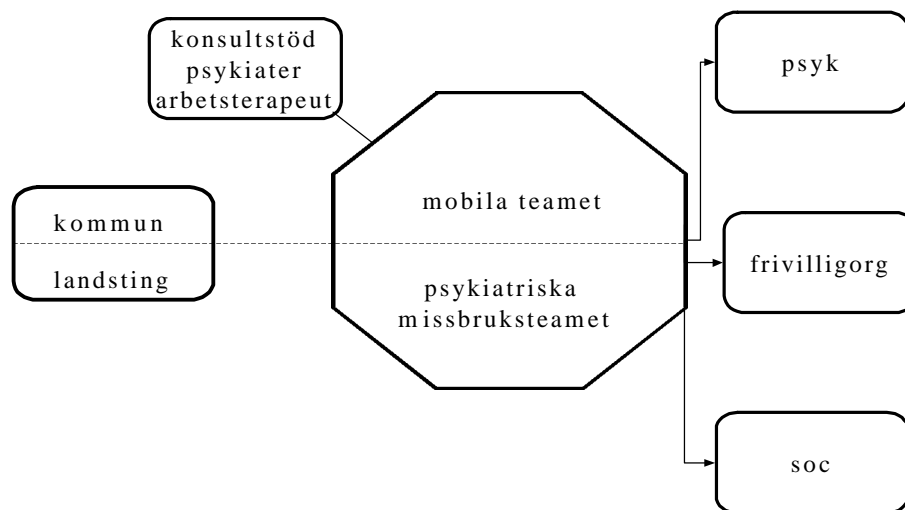 konsultstöd
psykiater
arbetsterapeut
psyk
kommun
landsting
mobila teamet
psykiatriska
missbruksteamet
frivilligorg
soc